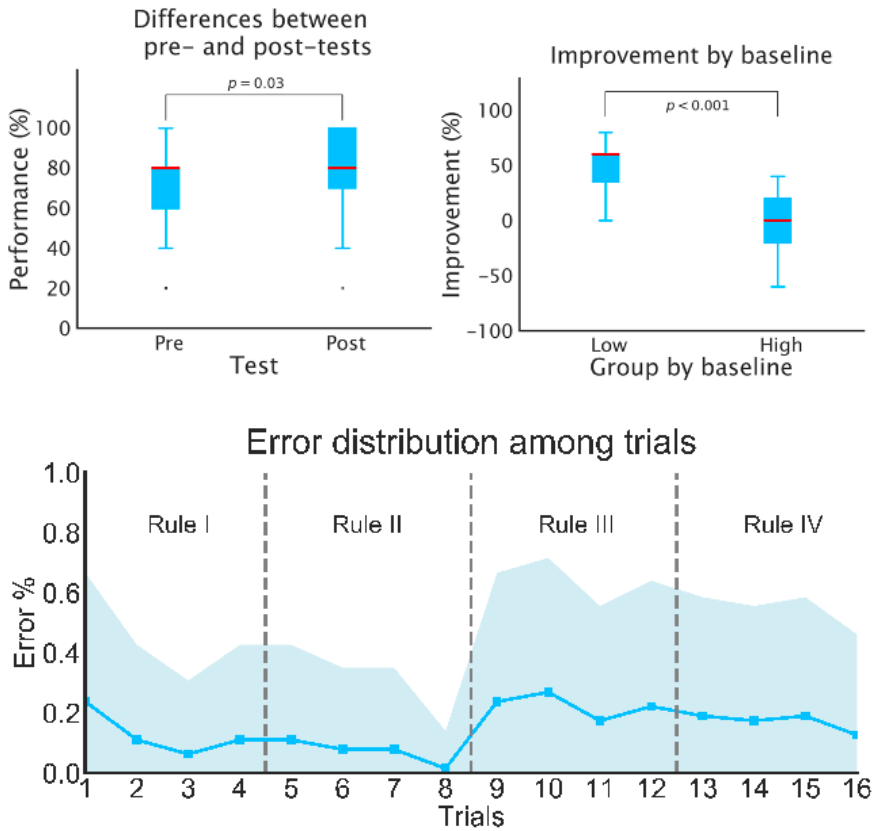 Differences between
pre- and post-tests
p = 0.03
Performance (%)
100
80
60
40
20
0
Pre
Post
Test
Improvement by baseline
p < 0.001
Improvement (%)
100
50
0
−50
−100
Low
High
Group by baseline
Error distribution among trials
Error %
1.0
0.8
0.6
0.4
0.2
0.0
Rule I
Rule II
Rule III
Rule IV
1 2 3 4 5 6 7 8 9 10 11 12 13 14 15 16
Trials